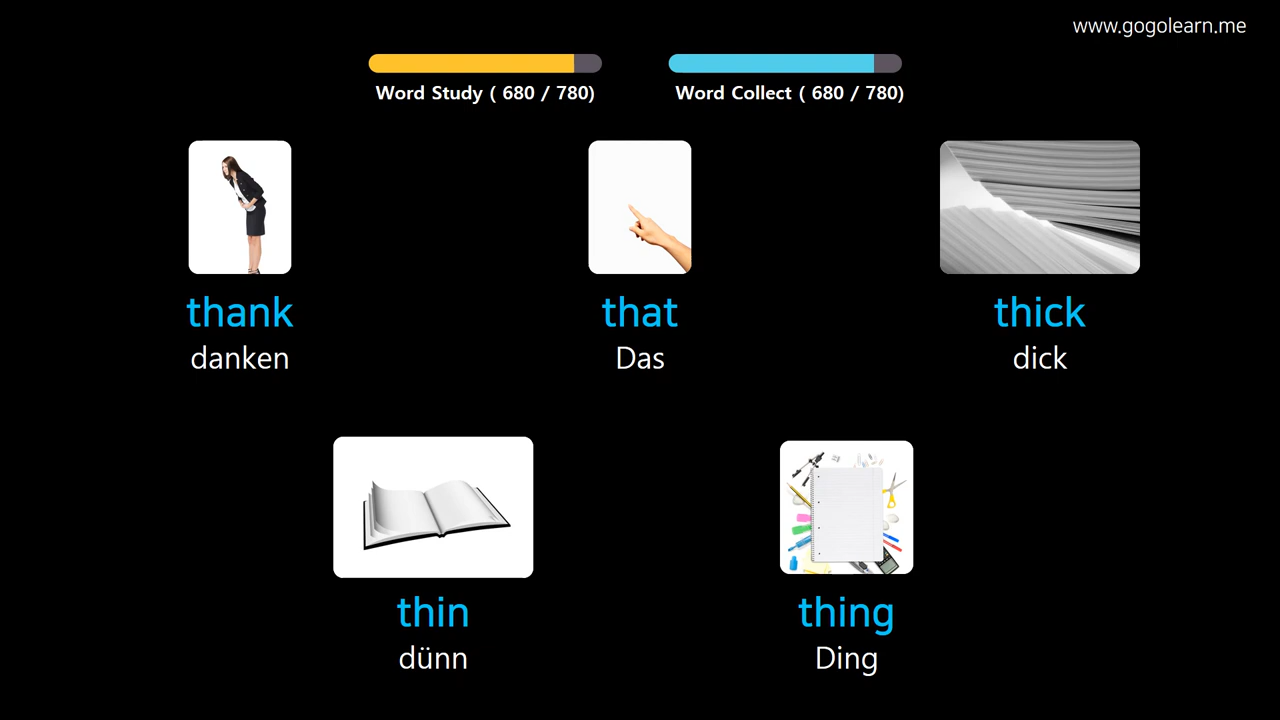 www.gogolearn.me
Word Study ( 680 / 780)
Word Collect ( 680 / 780)
thank
danken
that
Das
thick
dick
thin
dünn
thing
Ding